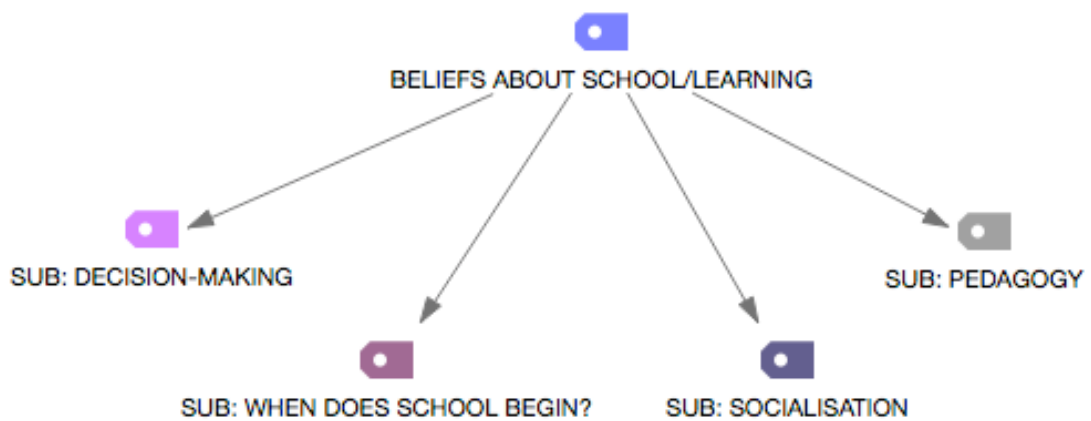 BELIEFS ABOUT SCHOOL/LEARNING
SUB: DECISION-MAKING
SUB: PEDAGOGY
SUB: WHEN DOES SCHOOL BEGIN?
SUB: SOCIALISATION